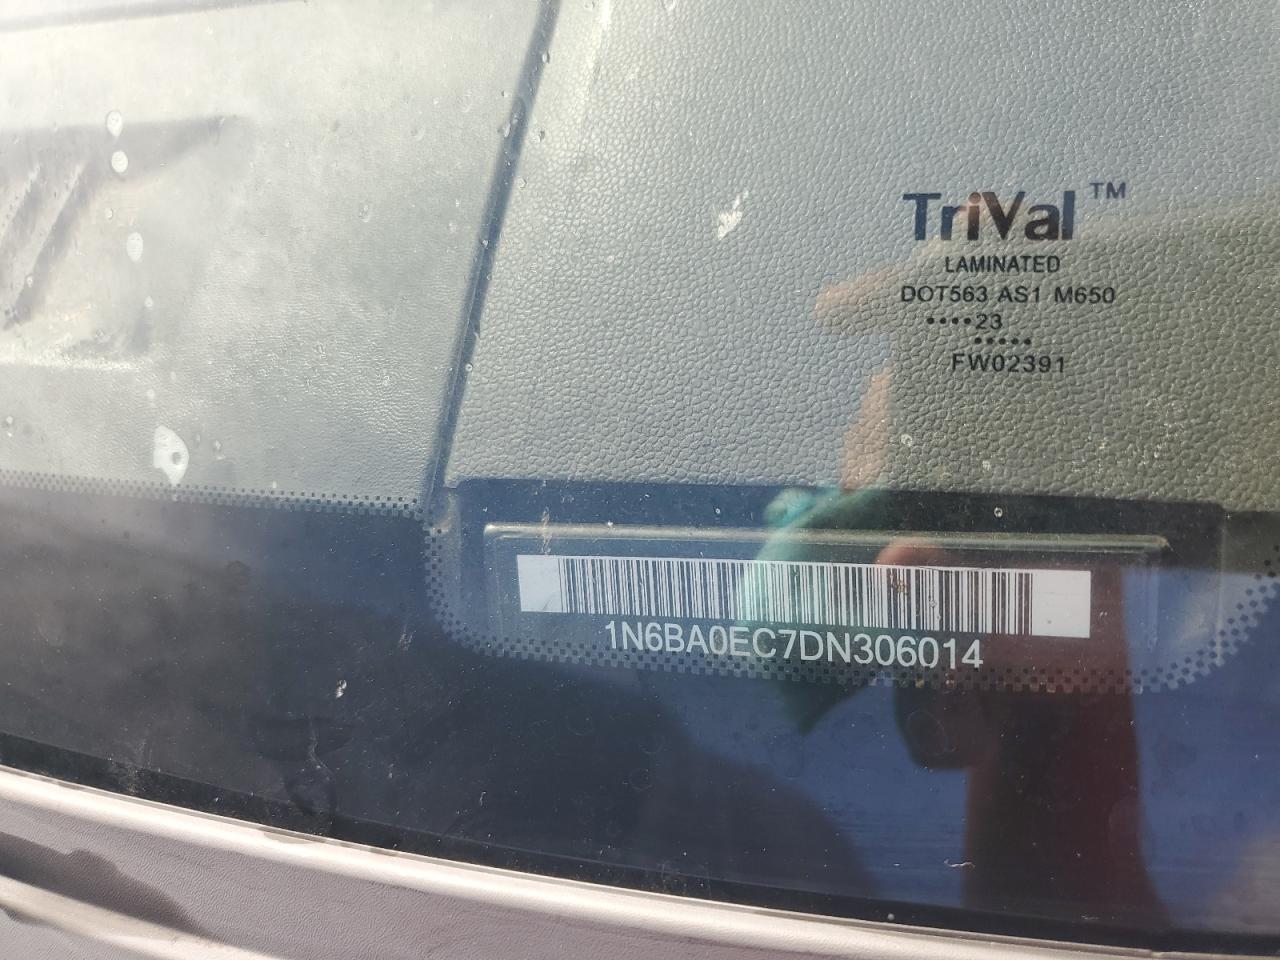 TriVal™
LAMINATED
DOT563 AS1 M650
••••23
•••••
FW02391
1N6BA0EC7DN306014